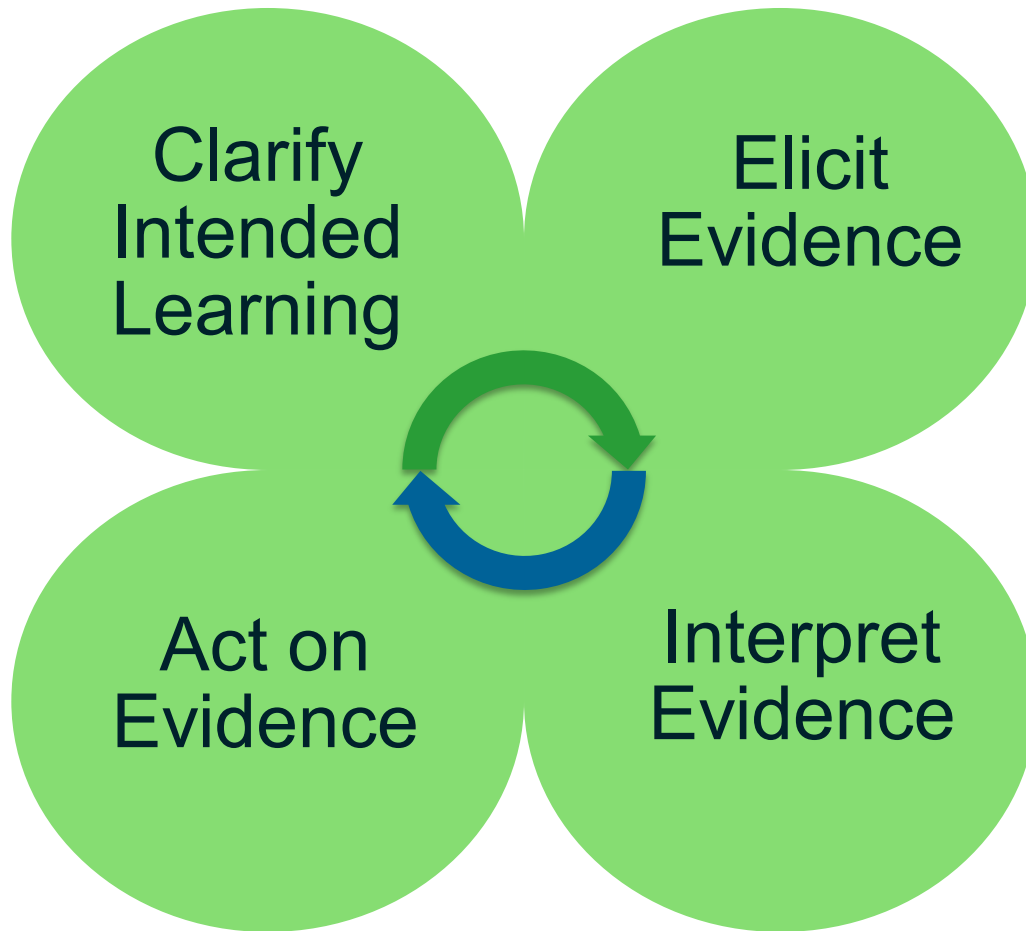 Clarify
Intended
Learning
Elicit
Evidence
Act on
Evidence
Interpret
Evidence